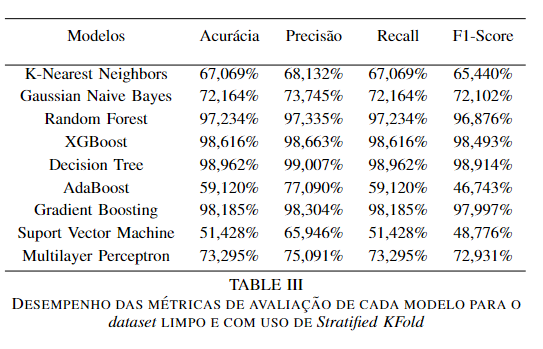 Modelos Acurácia Precisão Recall F1-Score
K-Nearest Neighbors 67,069% 68,132% 67,069% 65,440%
Gaussian Naive Bayes 72,164% 73,745% 72,164% 72,102%
Random Forest 97,234% 97,335% 97,234% 96,876%
XGBoost 98,616% 98,663% 98,616% 98,493%
Decision Tree 98,962% 99,007% 98,962% 98,914%
AdaBoost 59,120% 77,090% 59,120% 46,743%
Gradient Boosting 98,185% 98,304% 98,185% 97,997%
Suport Vector Machine 51,428% 65,946% 51,428% 48,776%
Multilayer Perceptron 73,295% 75,091% 73,295% 72,931%
TABLE III
DESEMPENHO DAS MÉTRICAS DE AVALIAÇÃO DE CADA MODELO PARA O
dataset LIMPO E COM USO DE Stratified KFold